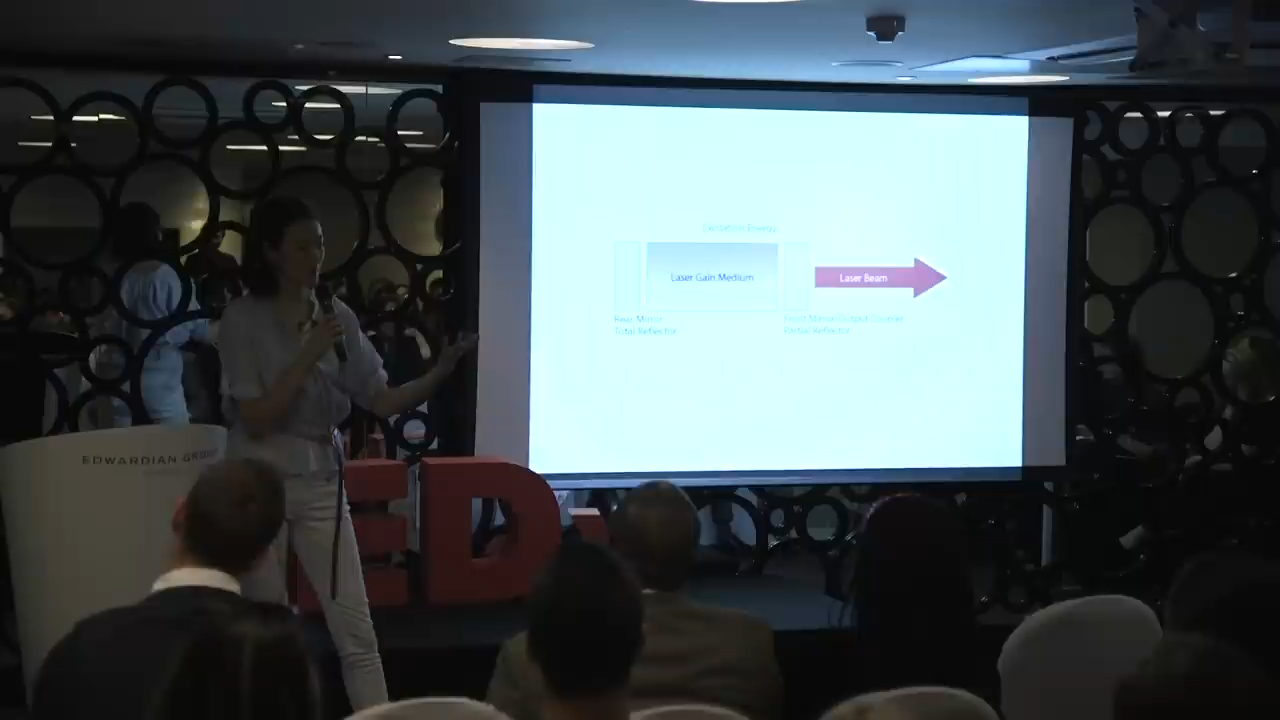 Excitation Energy
Laser Gain Medium
Laser Beam
Rear Mirror
Total Reflector
Front Mirror/Output Coupler
Partial Reflector
EDWARDIAN GROUP
ED